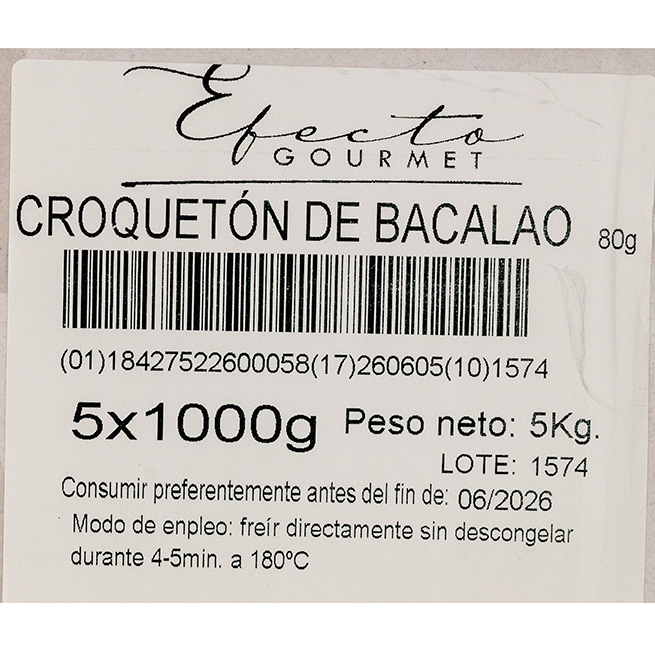 Efecto
GOURMET
CROQUETÓN DE BACALAO 80g
(01)18427522600058(17)260605(10)1574
5x1000g Peso neto: 5Kg.
LOTE: 1574
Consumir preferentemente antes del fin de: 06/2026
Modo de enpleo: freír directamente sin descongelar
durante 4-5min. a 180ºC